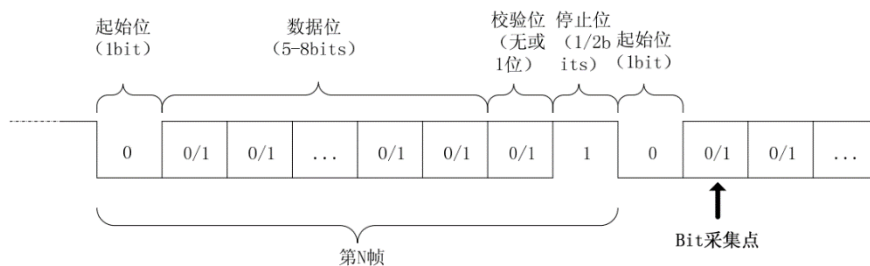 起始位
(1bit)
数据位
(5-8bits)
校验位
(无或
1位)
停止位
(1/2b
its)
起始位
(1bit)
0 0/1 0/1 ... 0/1 0/1 0/1 1 0 0/1 0/1 ...
第N帧
Bit采集点